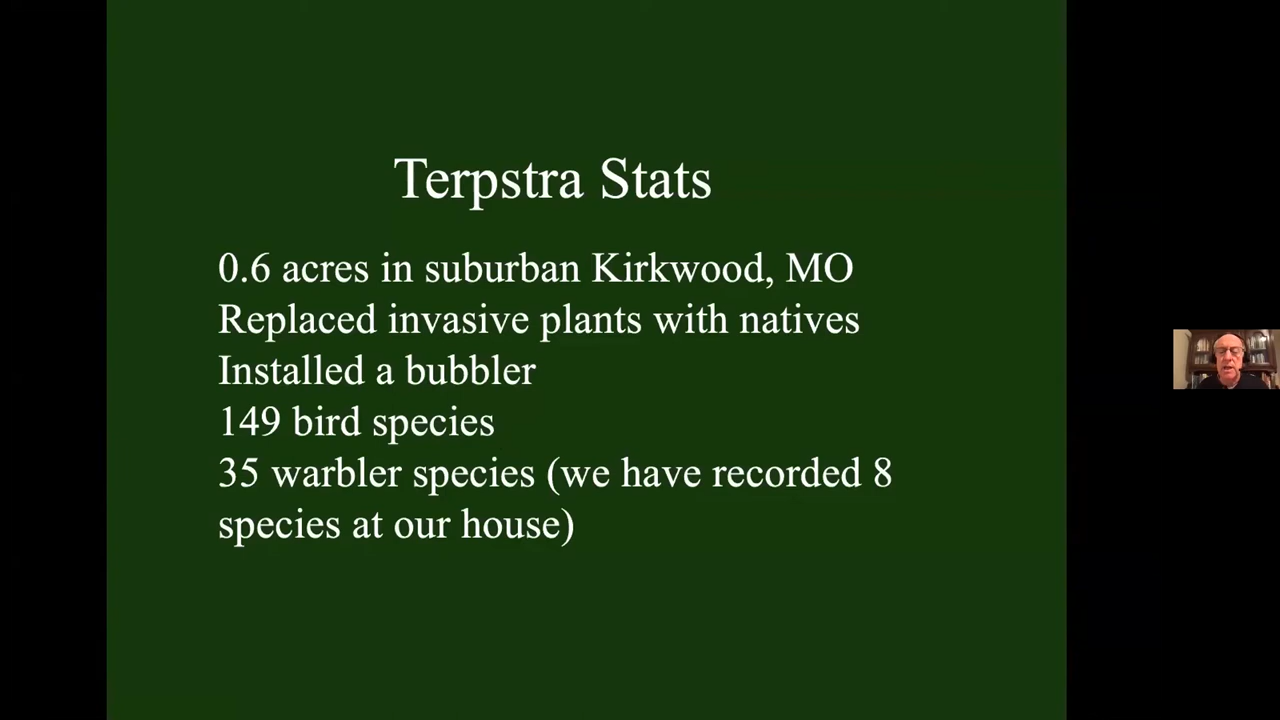 Terpstra Stats
0.6 acres in suburban Kirkwood, MO
Replaced invasive plants with natives
Installed a bubbler
149 bird species
35 warbler species (we have recorded 8
species at our house)